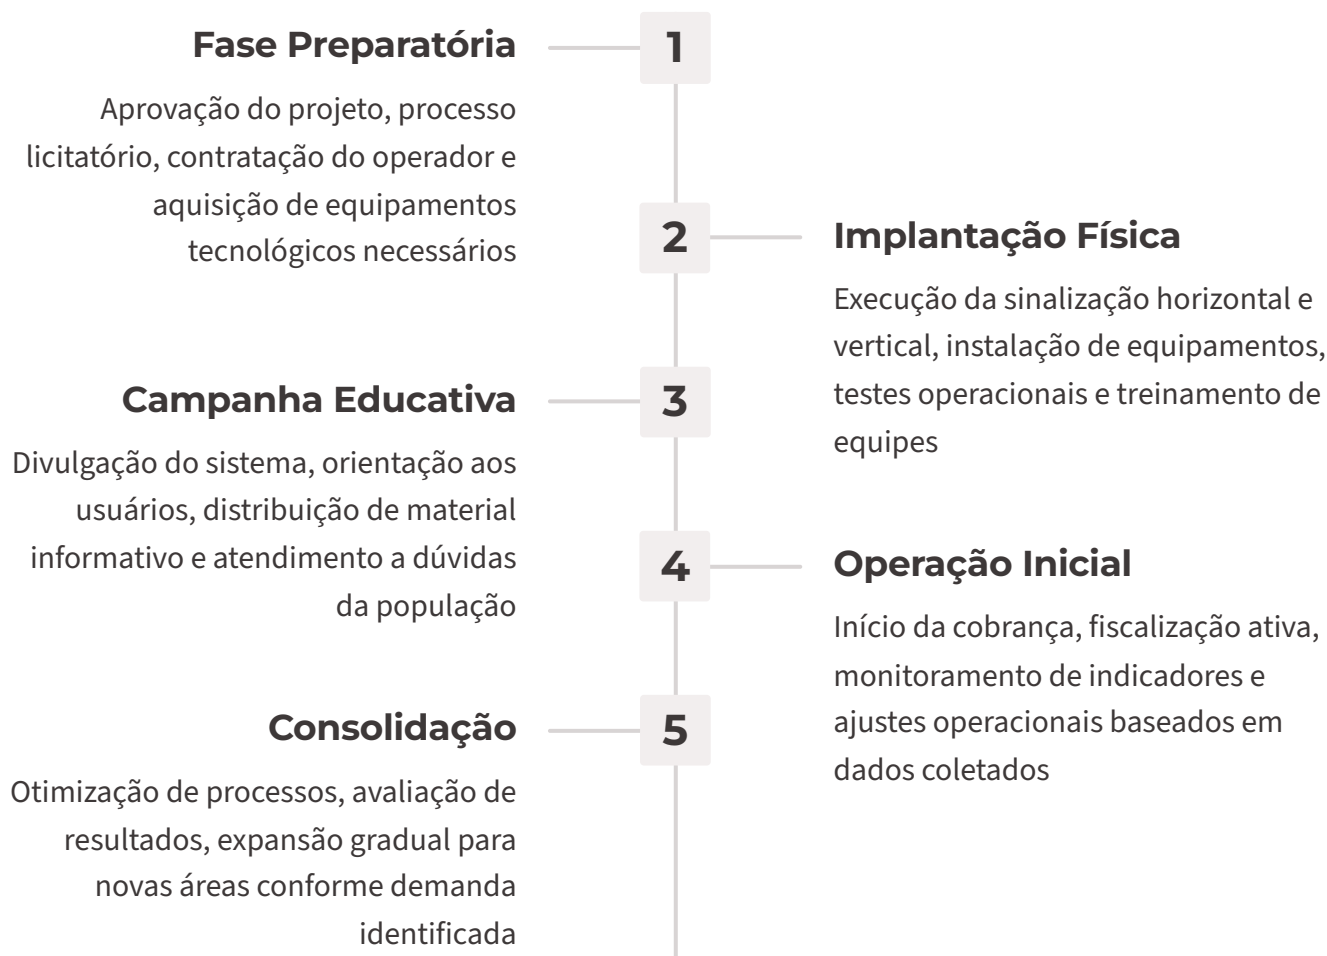 Fase Preparatória
1
Aprovação do projeto, processo
licitatório, contratação do operador e
aquisição de equipamentos
tecnológicos necessários
2
Implantação Física
Execução da sinalização horizontal e
vertical, instalação de equipamentos,
testes operacionais e treinamento de
equipes
Campanha Educativa
3
Divulgação do sistema, orientação aos
usuários, distribuição de material
informativo e atendimento a dúvidas
da população
4
Operação Inicial
Início da cobrança, fiscalização ativa,
monitoramento de indicadores e
ajustes operacionais baseados em
dados coletados
Consolidação
5
Otimização de processos, avaliação de
resultados, expansão gradual para
novas áreas conforme demanda
identificada